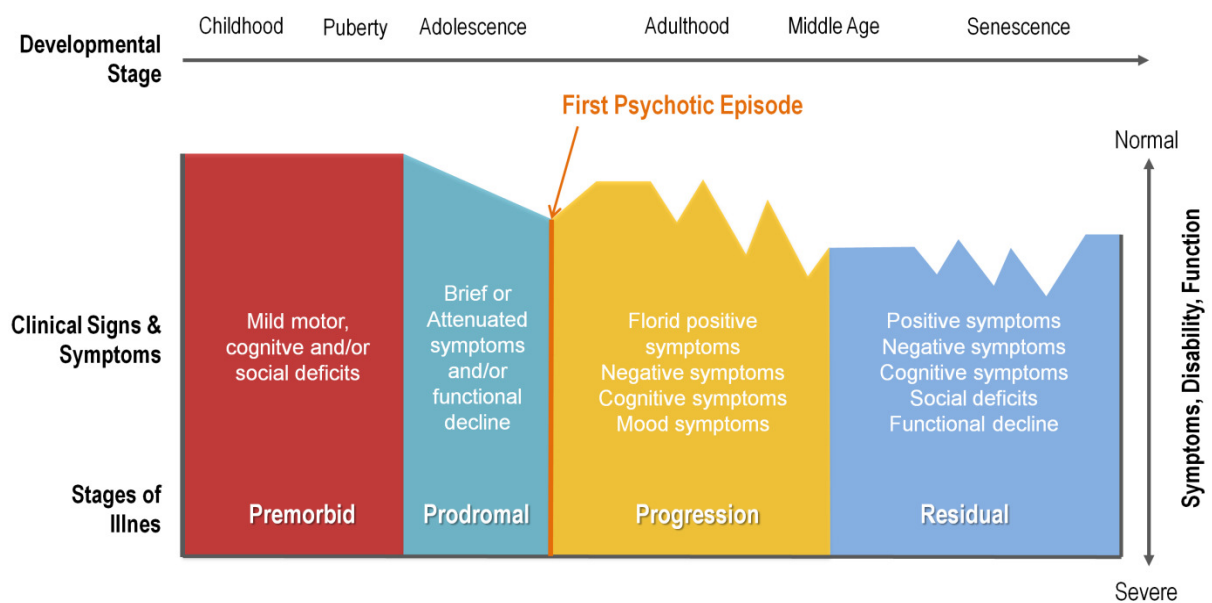 Childhood
Puberty
Adolescence
Adulthood
Middle Age
Senescence
Developmental
Stage
First Psychotic Episode
Normal
Clinical Signs &
Symptoms
Mild motor,
cognitve and/or
social deficits
Brief or
Attenuated
symptoms
and/or
functional
decline
Florid positive
symptoms
Negative symptoms
Cognitive symptoms
Mood symptoms
Positive symptoms
Negative symptoms
Cognitive symptoms
Social deficits
Functional decline
Symptoms, Disability, Function
Stages of
Illnes
Premorbid
Prodromal
Progression
Residual
Severe